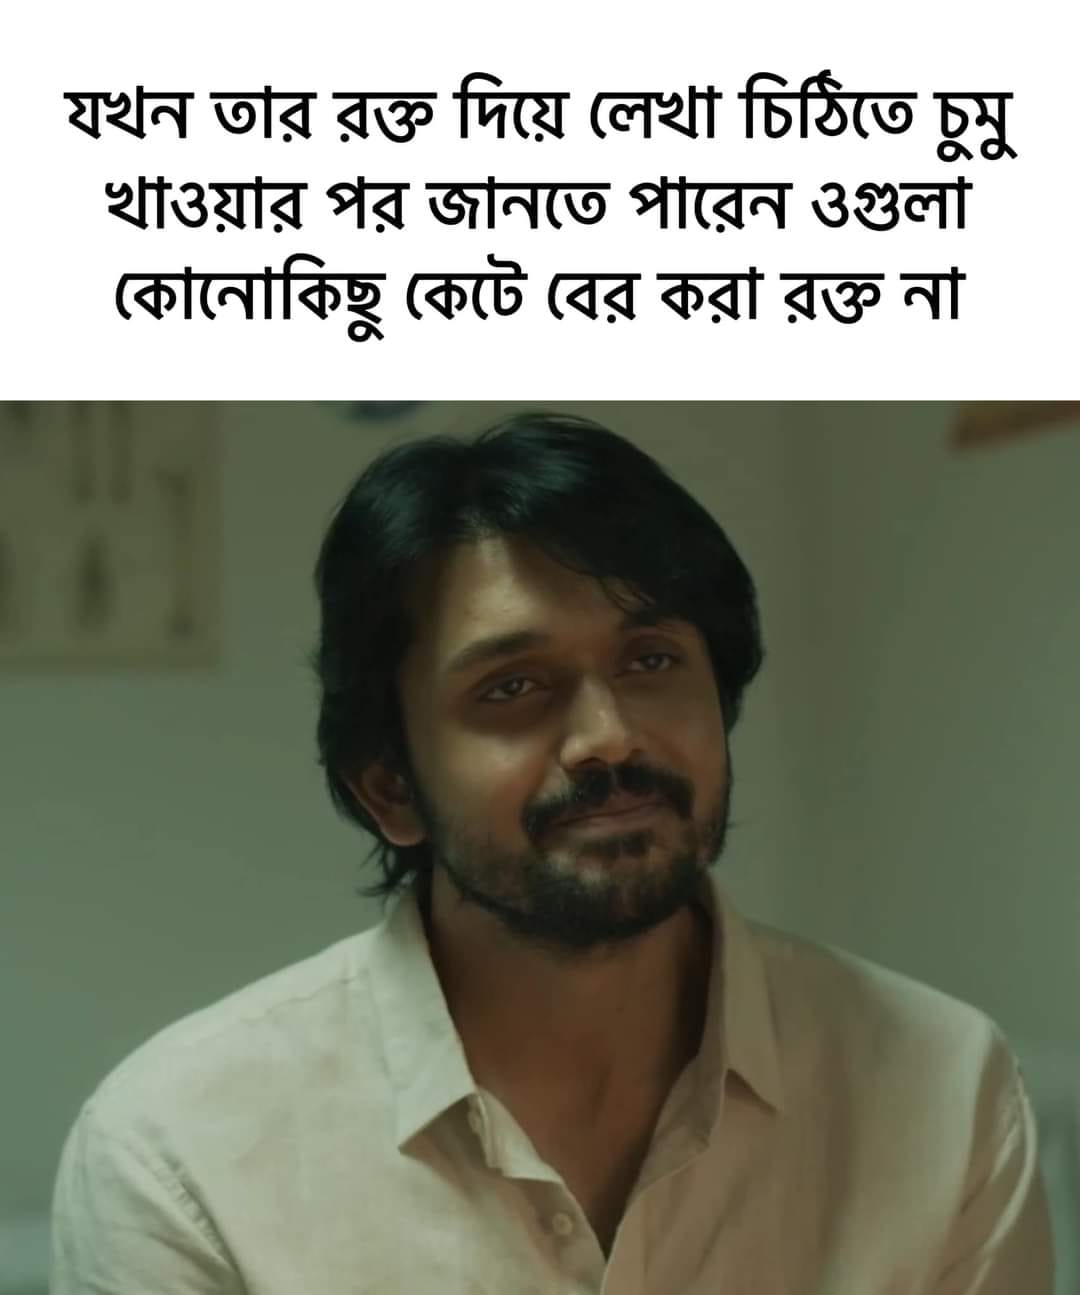 যখন তার রক্ত দিয়ে লেখা চিঠিতে চুমু
খাওয়ার পর জানতে পারেন ওগুলা
কোনোকিছু কেটে বের করা রক্ত না